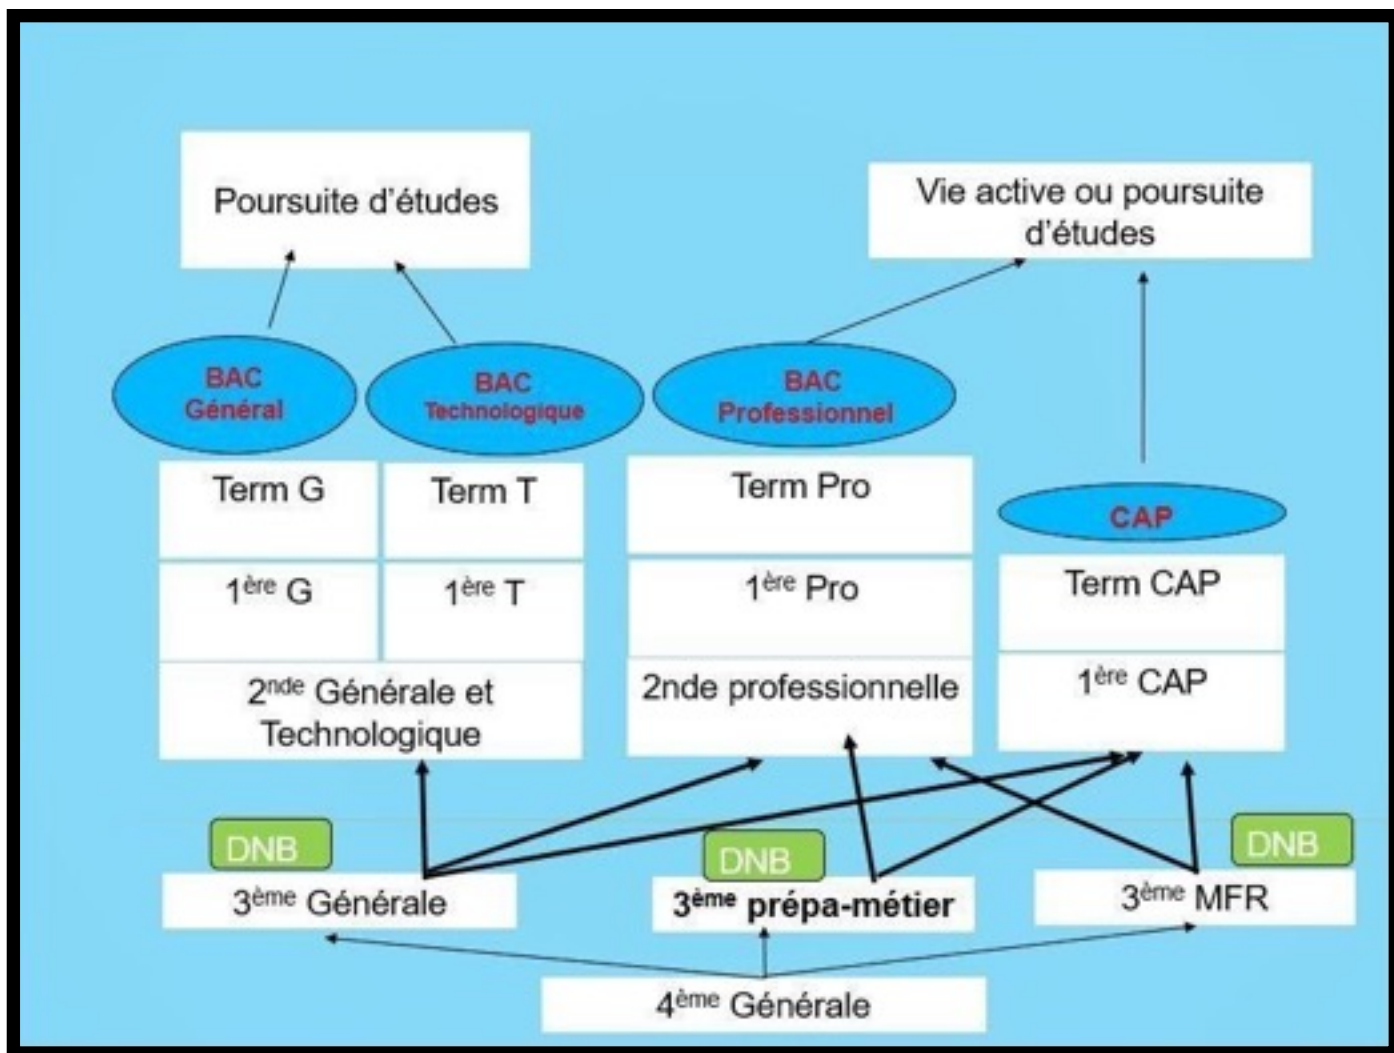 Poursuite d'études
Vie active ou poursuite
d'études
BAC
Général
BAC
Technologique
BAC
Professionnel
Term G
Term T
Term Pro
CAP
1ère G
1ère T
1ère Pro
Term CAP
2nde Générale et
Technologique
2nde professionnelle
1ère CAP
DNB
DNB
DNB
3ème Générale
3ème prépa-métier
3ème MFR
4ème Générale